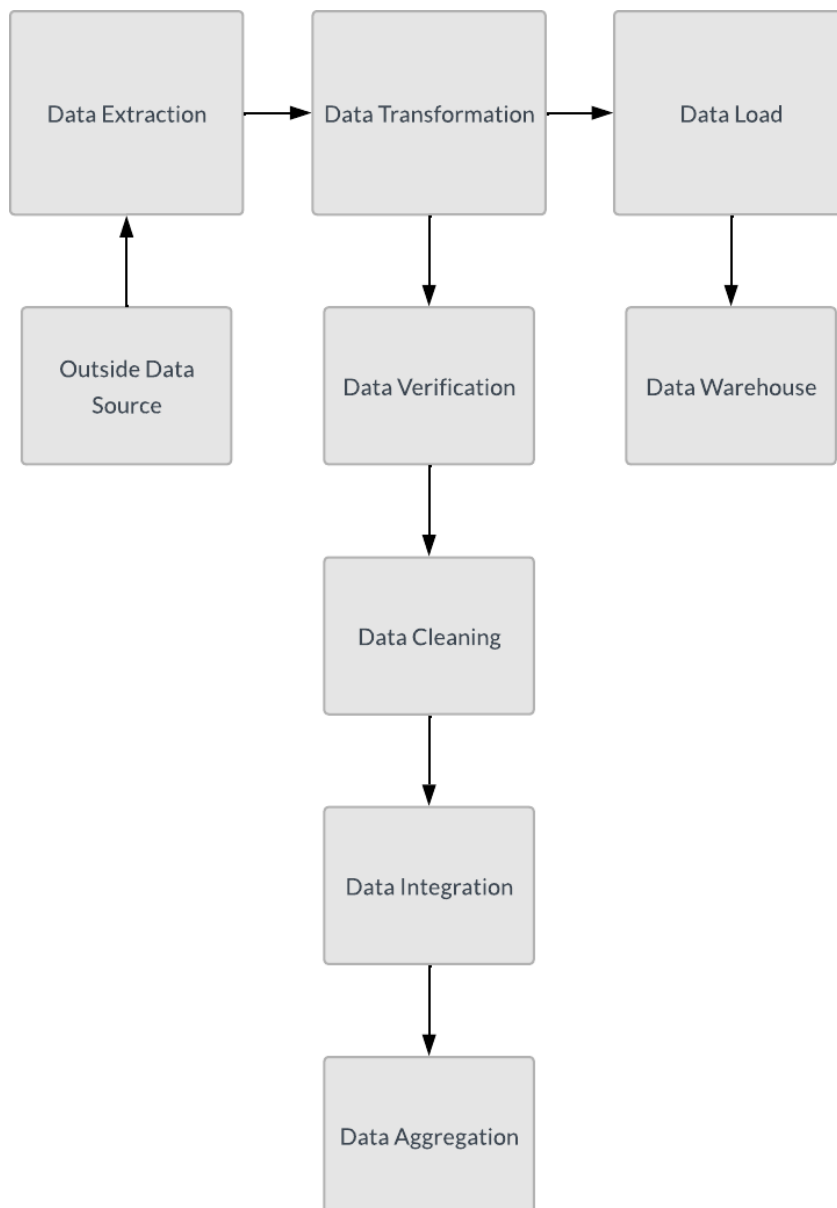 Data Extraction
Data Transformation
Data Load
Outside Data
Source
Data Verification
Data Warehouse
Data Cleaning
Data Integration
Data Aggregation